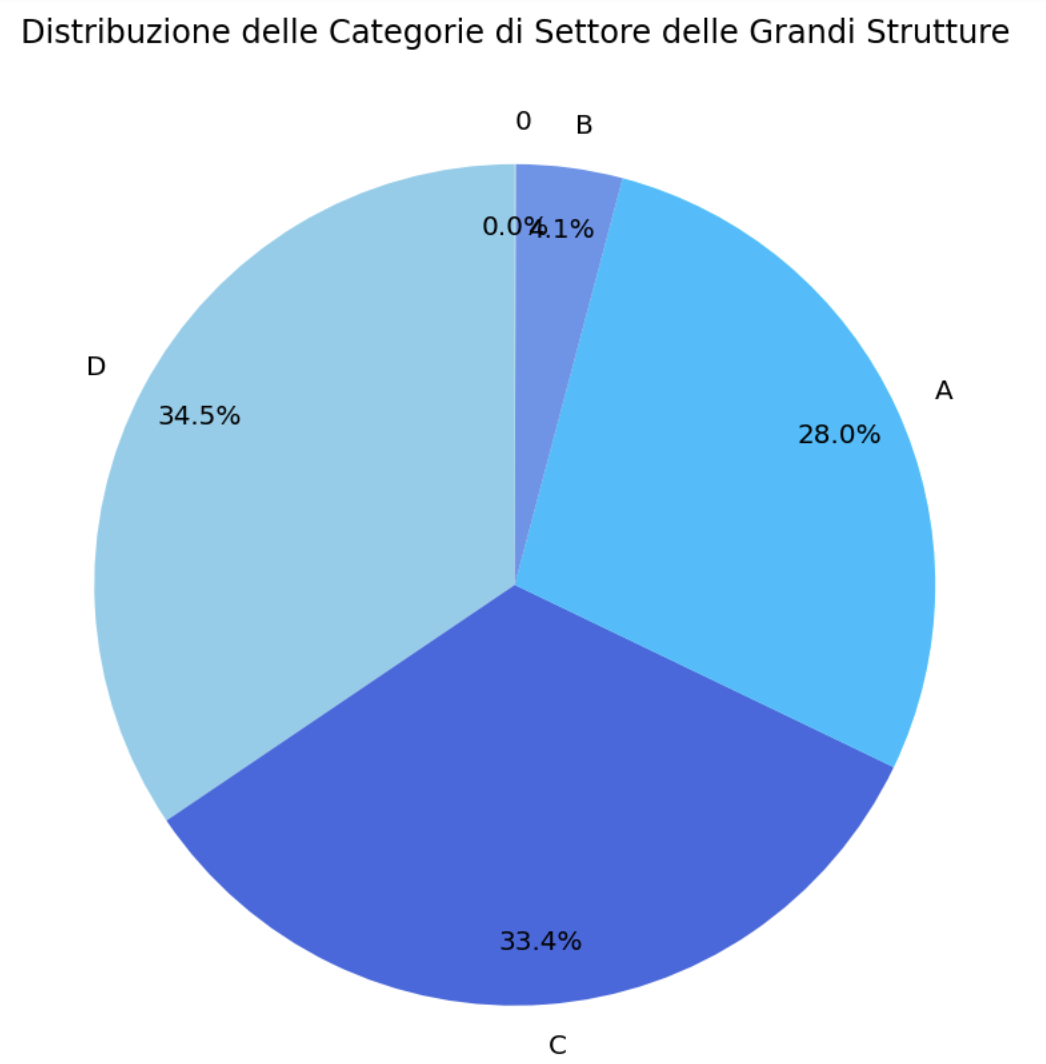 Distribuzione delle Categorie di Settore delle Grandi Strutture
0
B
0.0%
4.1%
D
A
34.5%
28.0%
33.4%
C